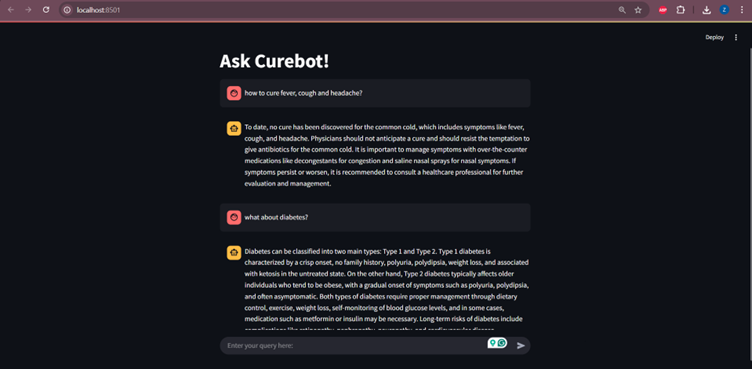 localhost:8501
ABP
Z
Deploy
Ask Curebot!
how to cure fever, cough and headache?
To date, no cure has been discovered for the common cold, which includes symptoms like fever,
cough, and headache. Physicians should not anticipate a cure and should resist the temptation to
give antibiotics for the common cold. It is important to manage symptoms with over-the-counter
medications like decongestants for congestion and saline nasal sprays for nasal symptoms. If
symptoms persist or worsen, it is recommended to consult a healthcare professional for further
evaluation and management.
what about diabetes?
Diabetes can be classified into two main types: Type 1 and Type 2. Type 1 diabetes is
characterized by a crisp onset, no family history, polyuria, polydipsia, weight loss, and associated
with ketosis in the untreated state. On the other hand, Type 2 diabetes typically affects older
individuals who tend to be obese, with a gradual onset of symptoms such as polyuria, polydipsia,
and often asymptomatic. Both types of diabetes require proper management through dietary
control, exercise, weight loss, self-monitoring of blood glucose levels, and in some cases,
medication such as metformin or insulin may be necessary. Long-term risks of diabetes include
complications like retinopathy, nephropathy, neuropathy, and cardiovascular disease.
Enter your query here: